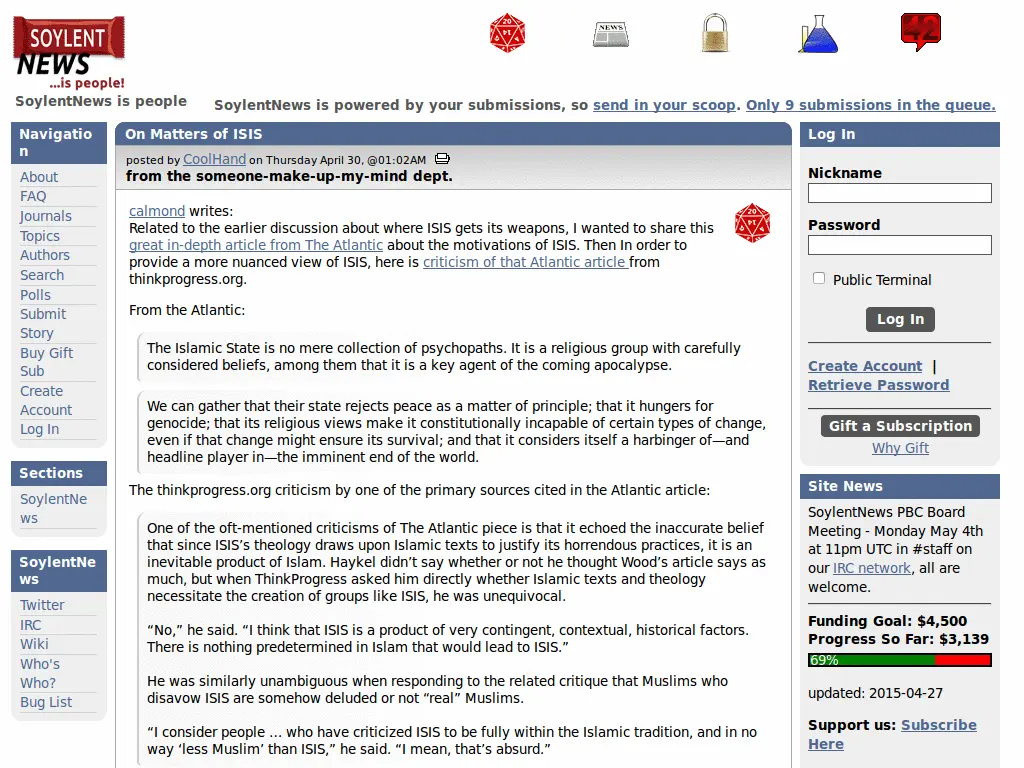 SOYLENT
NEWS
...is people!
SoylentNews is people
20
NEWS
42
SoylentNews is powered by your submissions, so send in your scoop. Only 9 submissions in the queue.
Navigatio
n
About
FAQ
Journals
Topics
Authors
Search
Polls
Submit
Story
Buy Gift
Sub
Create
Account
Log In
Sections
SoylentNe
ws
SoylentNe
ws
Twitter
IRC
Wiki
Who's
Who?
Bug List
On Matters of ISIS
posted by CoolHand on Thursday April 30, @01:02AM
from the someone-make-up-my-mind dept.
20
calmond writes:
Related to the earlier discussion about where ISIS gets its weapons, I wanted to share this
great in-depth article from The Atlantic about the motivations of ISIS. Then In order to
provide a more nuanced view of ISIS, here is criticism of that Atlantic article from
thinkprogress.org.
From the Atlantic:
The Islamic State is no mere collection of psychopaths. It is a religious group with carefully
considered beliefs, among them that it is a key agent of the coming apocalypse.
We can gather that their state rejects peace as a matter of principle; that it hungers for
genocide; that its religious views make it constitutionally incapable of certain types of change,
even if that change might ensure its survival; and that it considers itself a harbinger of—and
headline player in—the imminent end of the world.
The thinkprogress.org criticism by one of the primary sources cited in the Atlantic article:
One of the oft-mentioned criticisms of The Atlantic piece is that it echoed the inaccurate belief
that since ISIS’s theology draws upon Islamic texts to justify its horrendous practices, it is an
inevitable product of Islam. Haykel didn’t say whether or not he thought Wood’s article says as
much, but when ThinkProgress asked him directly whether Islamic texts and theology
necessitate the creation of groups like ISIS, he was unequivocal.
“No,” he said. “I think that ISIS is a product of very contingent, contextual, historical factors.
There is nothing predetermined in Islam that would lead to ISIS.”
He was similarly unambiguous when responding to the related critique that Muslims who
disavow ISIS are somehow deluded or not “real” Muslims.
“I consider people … who have criticized ISIS to be fully within the Islamic tradition, and in no
way ‘less Muslim’ than ISIS,” he said. “I mean, that’s absurd.”
Log In
Nickname
Password
Public Terminal
Log In
Create Account |
Retrieve Password
Gift a Subscription
Why Gift
Site News
SoylentNews PBC Board
Meeting - Monday May 4th
at 11pm UTC in #staff on
our IRC network, all are
welcome.
Funding Goal: $4,500
Progress So Far: $3,139
69%
updated: 2015-04-27
Support us: Subscribe
Here